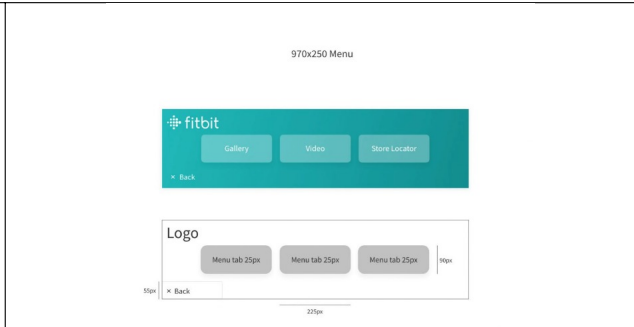 970x250 Menu
fitbit
Gallery Video Store Locator
× Back
Logo
Menu tab 25px Menu tab 25px Menu tab 25px 90px
55px × Back
225px